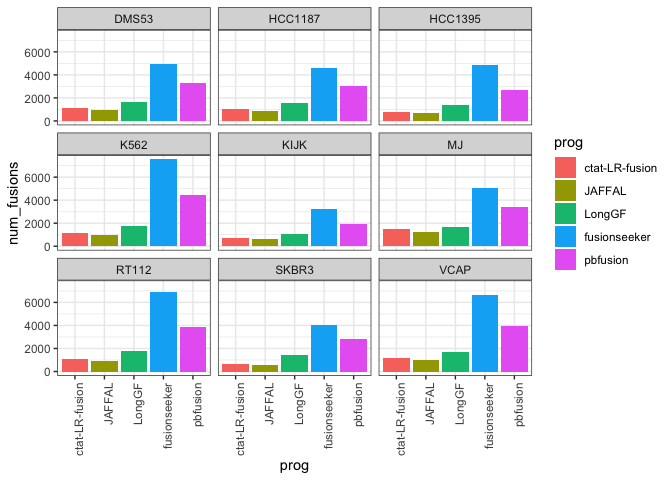 DMS53 HCC1187 HCC1395
6000
4000
2000
0
K562 KIJK MJ
6000
4000
2000
0
RT112 SKBR3 VCAP
6000
4000
2000
0
ctat-LR-fusion JAFFAL LongGF fusionseeker pbfusion ctat-LR-fusion JAFFAL LongGF fusionseeker pbfusion ctat-LR-fusion JAFFAL LongGF fusionseeker pbfusion
prog
num_fusions
prog
ctat-LR-fusion
JAFFAL
LongGF
fusionseeker
pbfusion